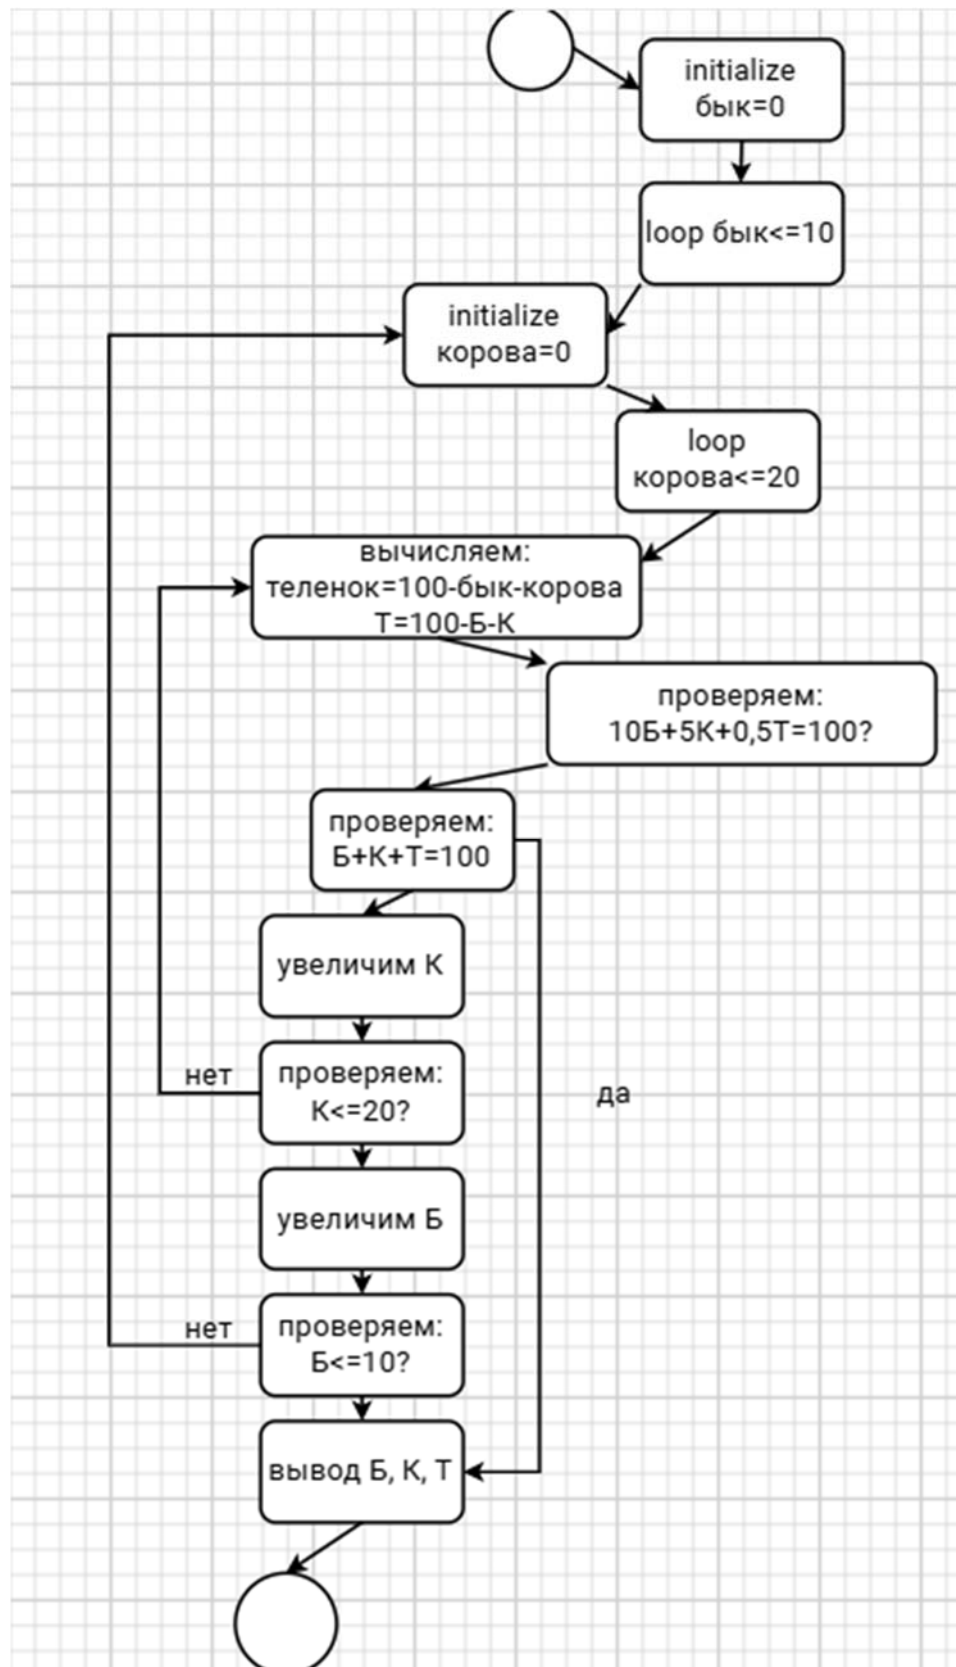 initialize
бык=0
loop бык<=10
initialize
корова=0
loop
корова<=20
вычисляем:
теленок=100-бык-корова
Т=100-Б-К
проверяем:
10Б+5К+0,5Т=100?
проверяем:
Б+К+Т=100
увеличим К
нет
проверяем:
К<=20?
да
увеличим Б
нет
проверяем:
Б<=10?
вывод Б, К, Т